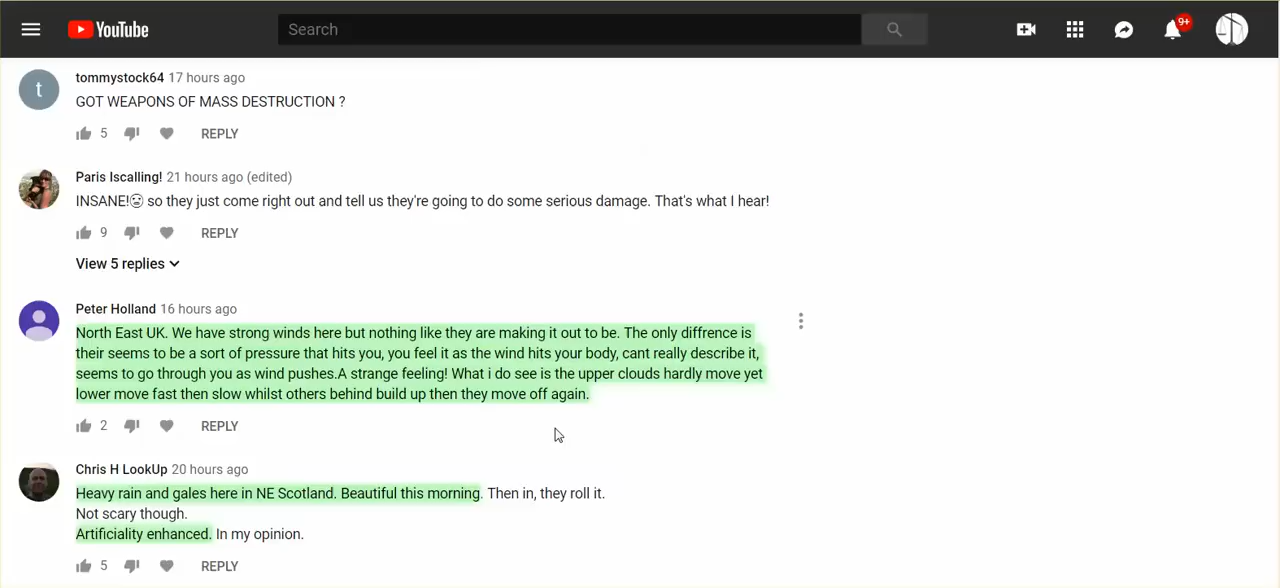 YouTube
Search
9+
t
tommystock64 17 hours ago
GOT WEAPONS OF MASS DESTRUCTION ?
5 REPLY
Paris Iscalling! 21 hours ago (edited)
INSANE!😫 so they just come right out and tell us they're going to do some serious damage. That's what I hear!
9 REPLY
View 5 replies
Peter Holland 16 hours ago
North East UK. We have strong winds here but nothing like they are making it out to be. The only diffrence is
their seems to be a sort of pressure that hits you, you feel it as the wind hits your body, cant really describe it,
seems to go through you as wind pushes.A strange feeling! What i do see is the upper clouds hardly move yet
lower move fast then slow whilst others behind build up then they move off again.
2 REPLY
Chris H LookUp 20 hours ago
Heavy rain and gales here in NE Scotland. Beautiful this morning. Then in, they roll it.
Not scary though.
Artificiality enhanced. In my opinion.
5 REPLY